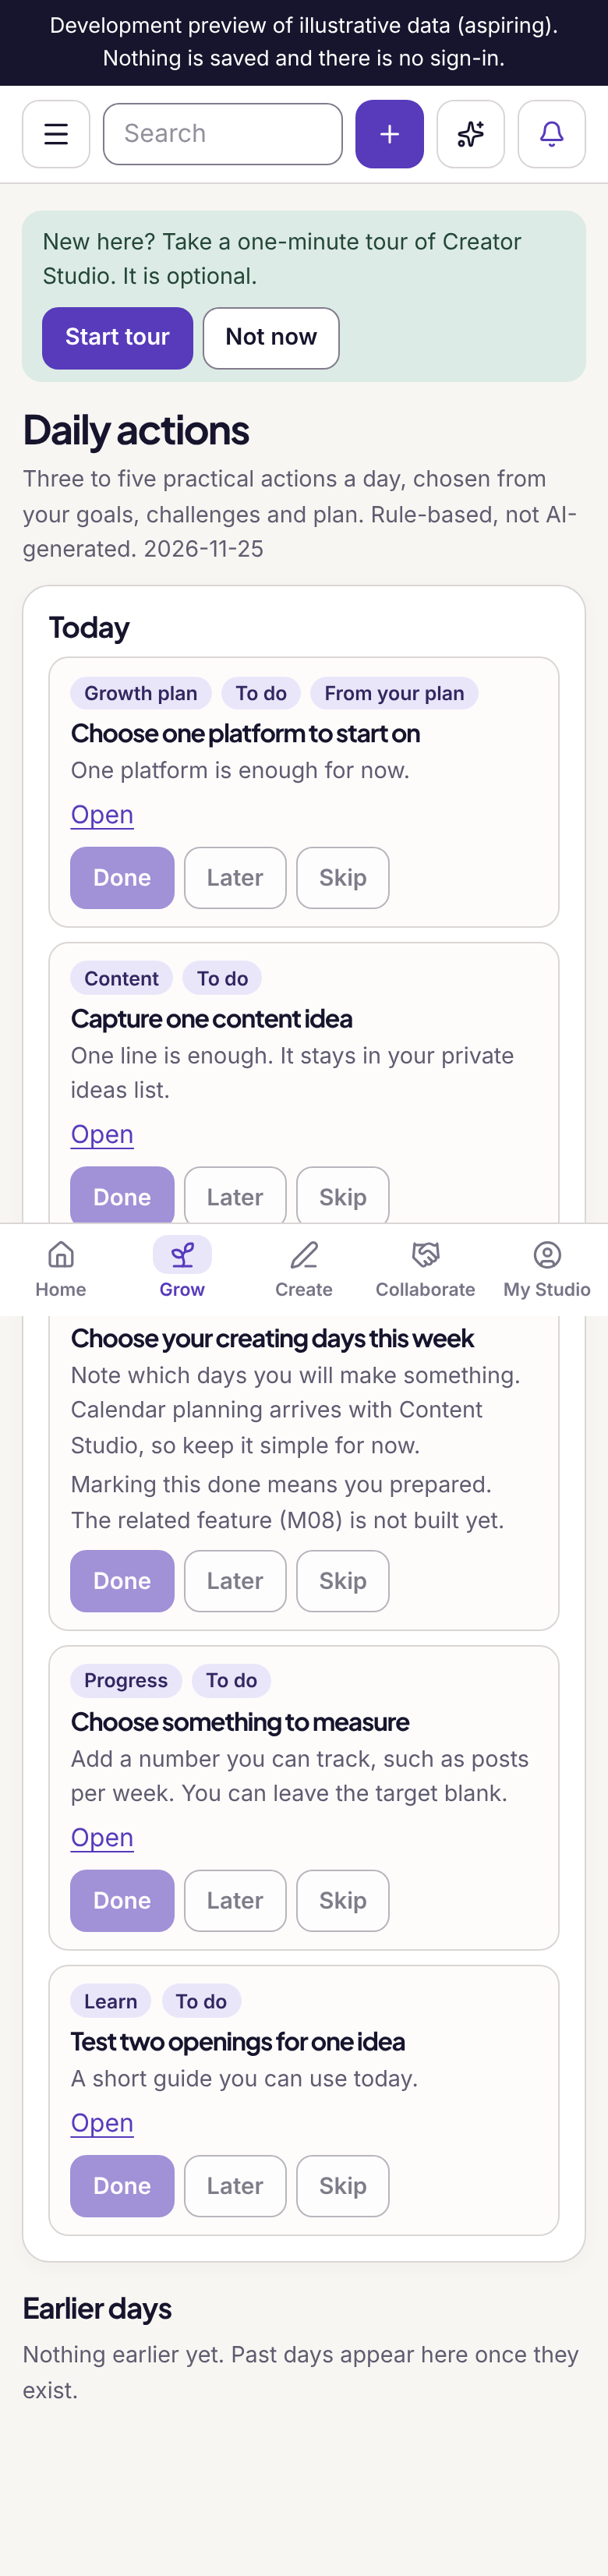 Development preview of illustrative data (aspiring).
Nothing is saved and there is no sign-in.
Search
New here? Take a one-minute tour of Creator
Studio. It is optional.
Start tour
Not now
Daily actions
Three to five practical actions a day, chosen from
your goals, challenges and plan. Rule-based, not AI-
generated. 2026-11-25
Today
Growth plan To do From your plan
Choose one platform to start on
One platform is enough for now.
Open
Done Later Skip
Content To do
Capture one content idea
One line is enough. It stays in your private
ideas list.
Open
Done Later Skip
Home Grow Create Collaborate My Studio
Choose your creating days this week
Note which days you will make something.
Calendar planning arrives with Content
Studio, so keep it simple for now.
Marking this done means you prepared.
The related feature (M08) is not built yet.
Done Later Skip
Progress To do
Choose something to measure
Add a number you can track, such as posts
per week. You can leave the target blank.
Open
Done Later Skip
Learn To do
Test two openings for one idea
A short guide you can use today.
Open
Done Later Skip
Earlier days
Nothing earlier yet. Past days appear here once they
exist.